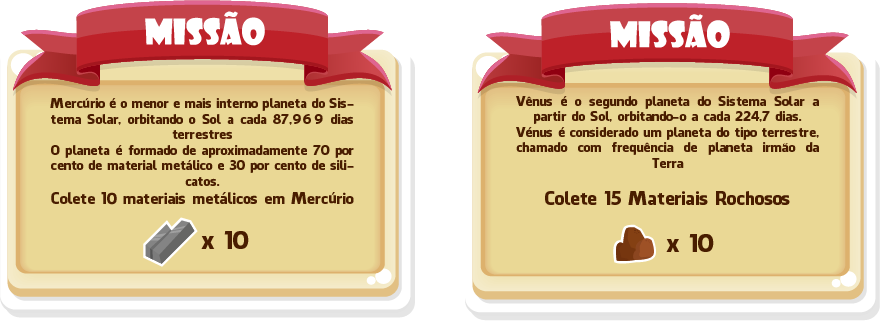 MISSÃO
Mercúrio é o menor e mais interno planeta do Sis-
tema Solar, orbitando o Sol a cada 87,969 dias
terrestres
O planeta é formado de aproximadamente 70 por
cento de material metálico e 30 por cento de sili-
catos.
Colete 10 materiais metálicos em Mercúrio
x 10
MISSÃO
Vênus é o segundo planeta do Sistema Solar a
partir do Sol, orbitando-o a cada 224,7 dias.
Vénus é considerado um planeta do tipo terrestre,
chamado com frequência de planeta irmão da
Terra
Colete 15 Materiais Rochosos
x 10